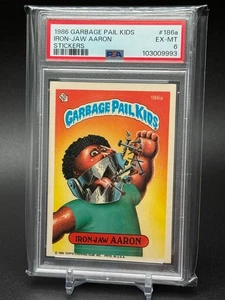 1986 GARBAGE PAIL KIDS #186a
IRON-JAW AARON EX-MT
STICKERS 6
PSA 103009993
186a
GARBAGE PAIL KIDS
IRON-JAW AARON